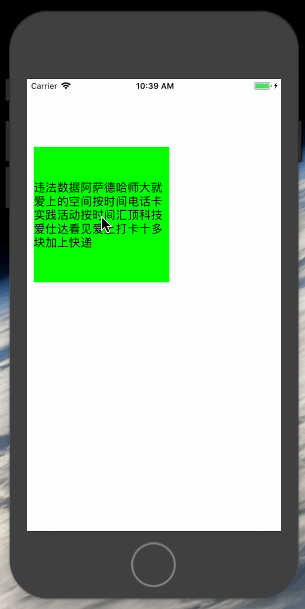 Carrier 10:39 AM
违法数据阿萨德哈师大就
爱上的空间按时间电话卡
实践活动按时间汇顶科技
爱仕达看见爱上打卡十多
块加上快递